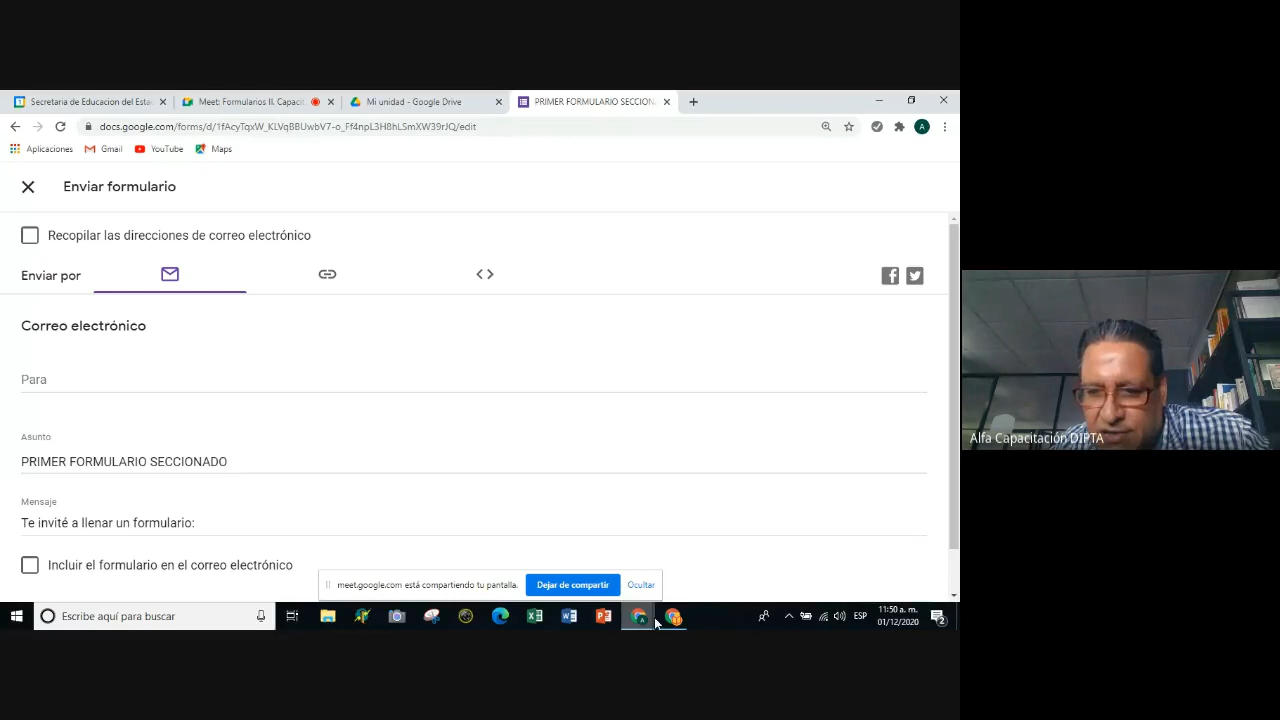 Secretaria de Educacion del Esta
Meet: Formularios II. Capacit
Mi unidad - Google Drive
PRIMER FORMULARIO SECCION
docs.google.com/forms/d/1fAcyTqxW_KLVqBBUwbV7-o_Ff4npL3H8hLSmXW39rJQ/edit
A
Aplicaciones
Gmail
YouTube
Maps
Enviar formulario
Recopilar las direcciones de correo electrónico
Enviar por
Correo electrónico
Para
Asunto
PRIMER FORMULARIO SECCIONADO
Mensaje
Te invité a llenar un formulario:
Incluir el formulario en el correo electrónico
meet.google.com está compartiendo tu pantalla.
Dejar de compartir
Ocultar
Escribe aquí para buscar
ESP
11:50 a. m.
01/12/2020
2
Alfa Capacitación DIPTA